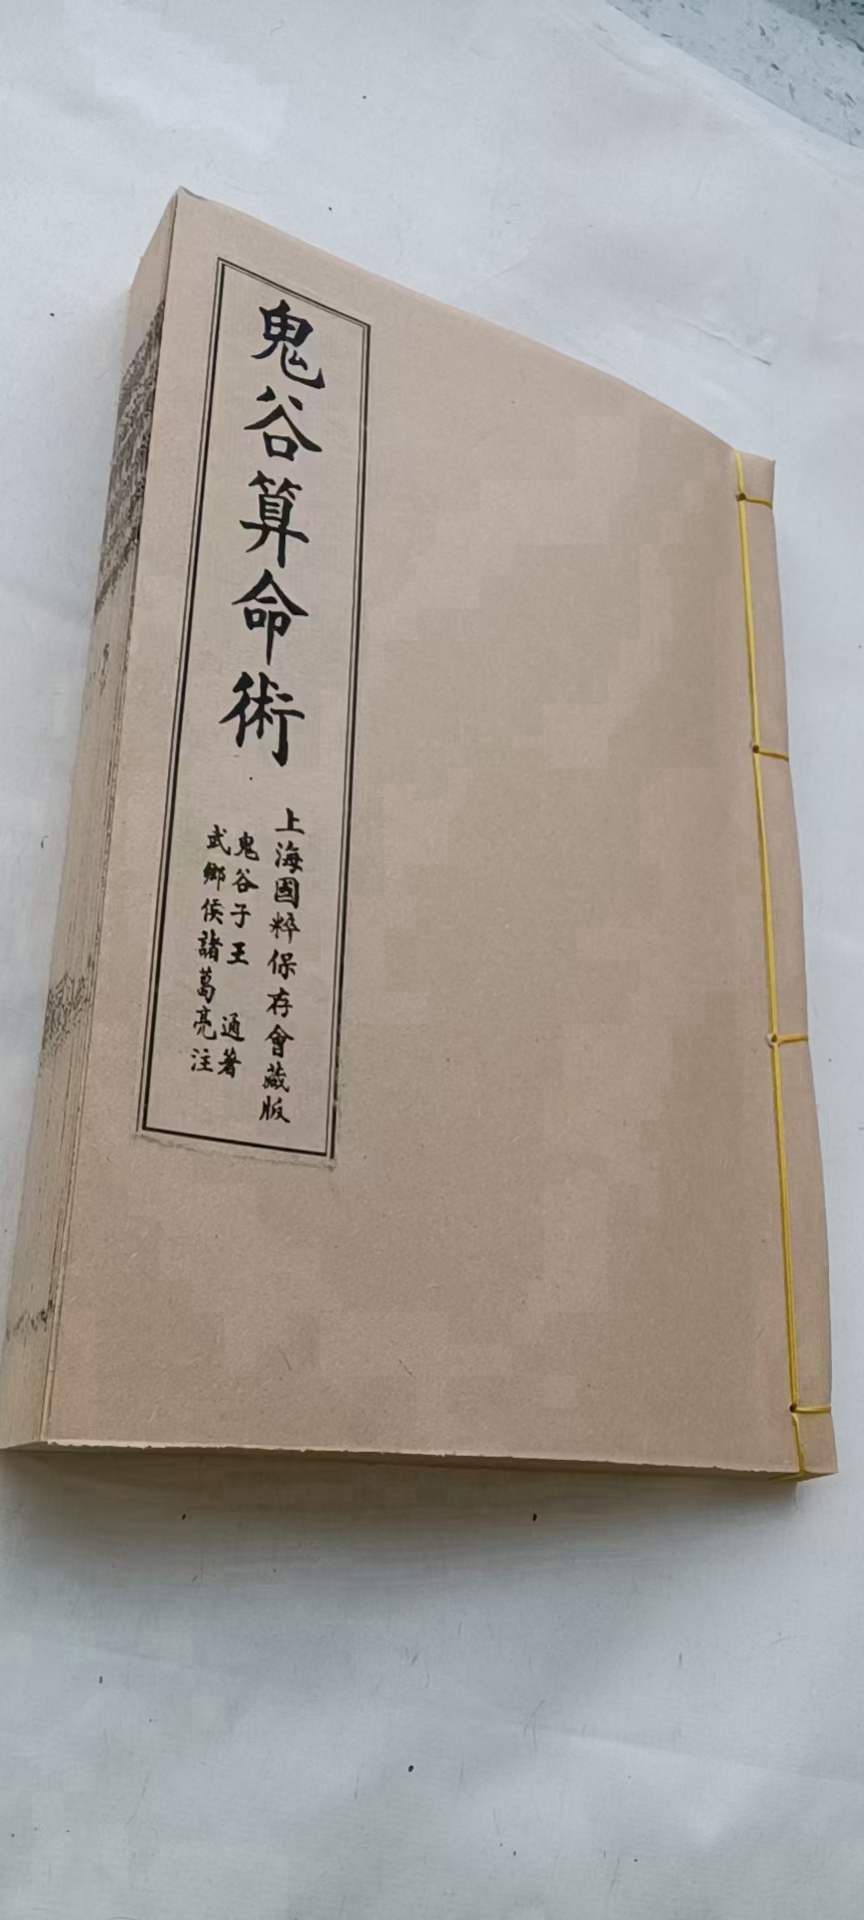 鬼谷算命術
上海國粹保存會藏版
鬼谷子王通著
武鄉侯諸葛亮注